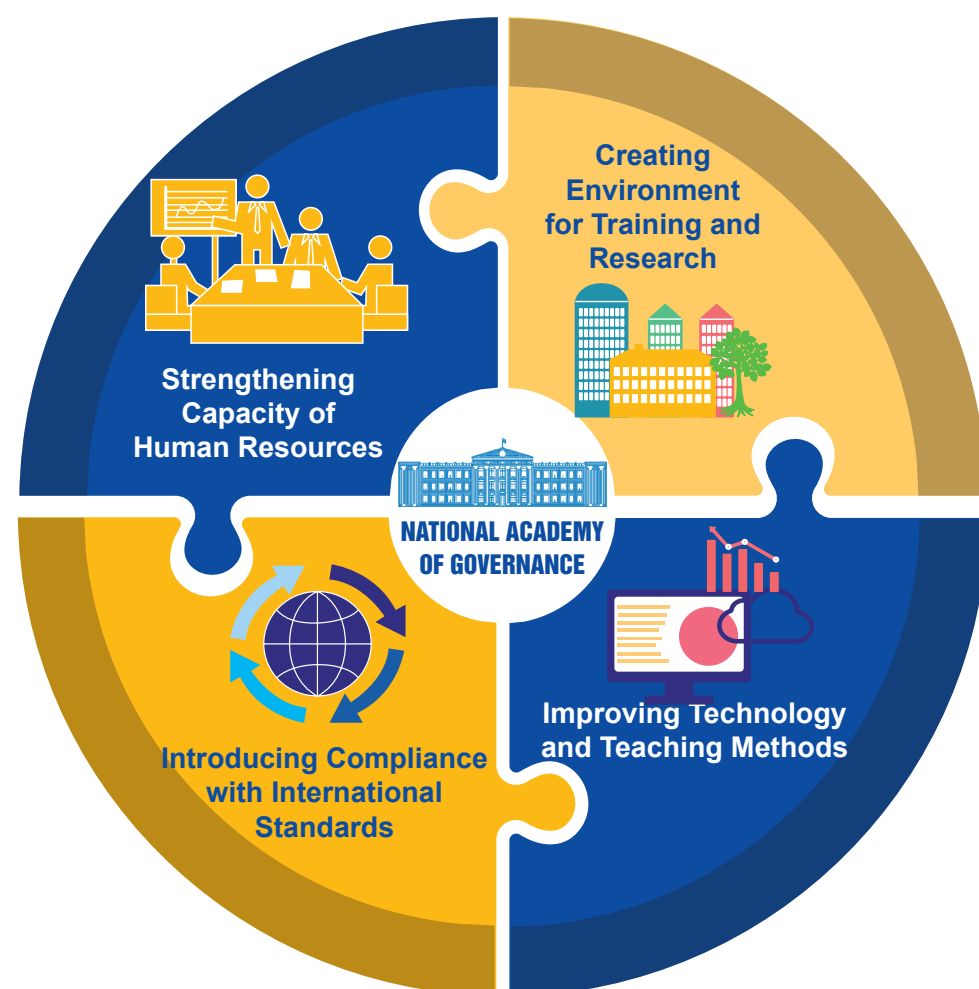 Creating
Environment
for Training and
Research
Strengthening
Capacity of
Human Resources
NATIONAL ACADEMY
OF GOVERNANCE
Improving Technology
and Teaching Methods
Introducing Compliance
with International
Standards